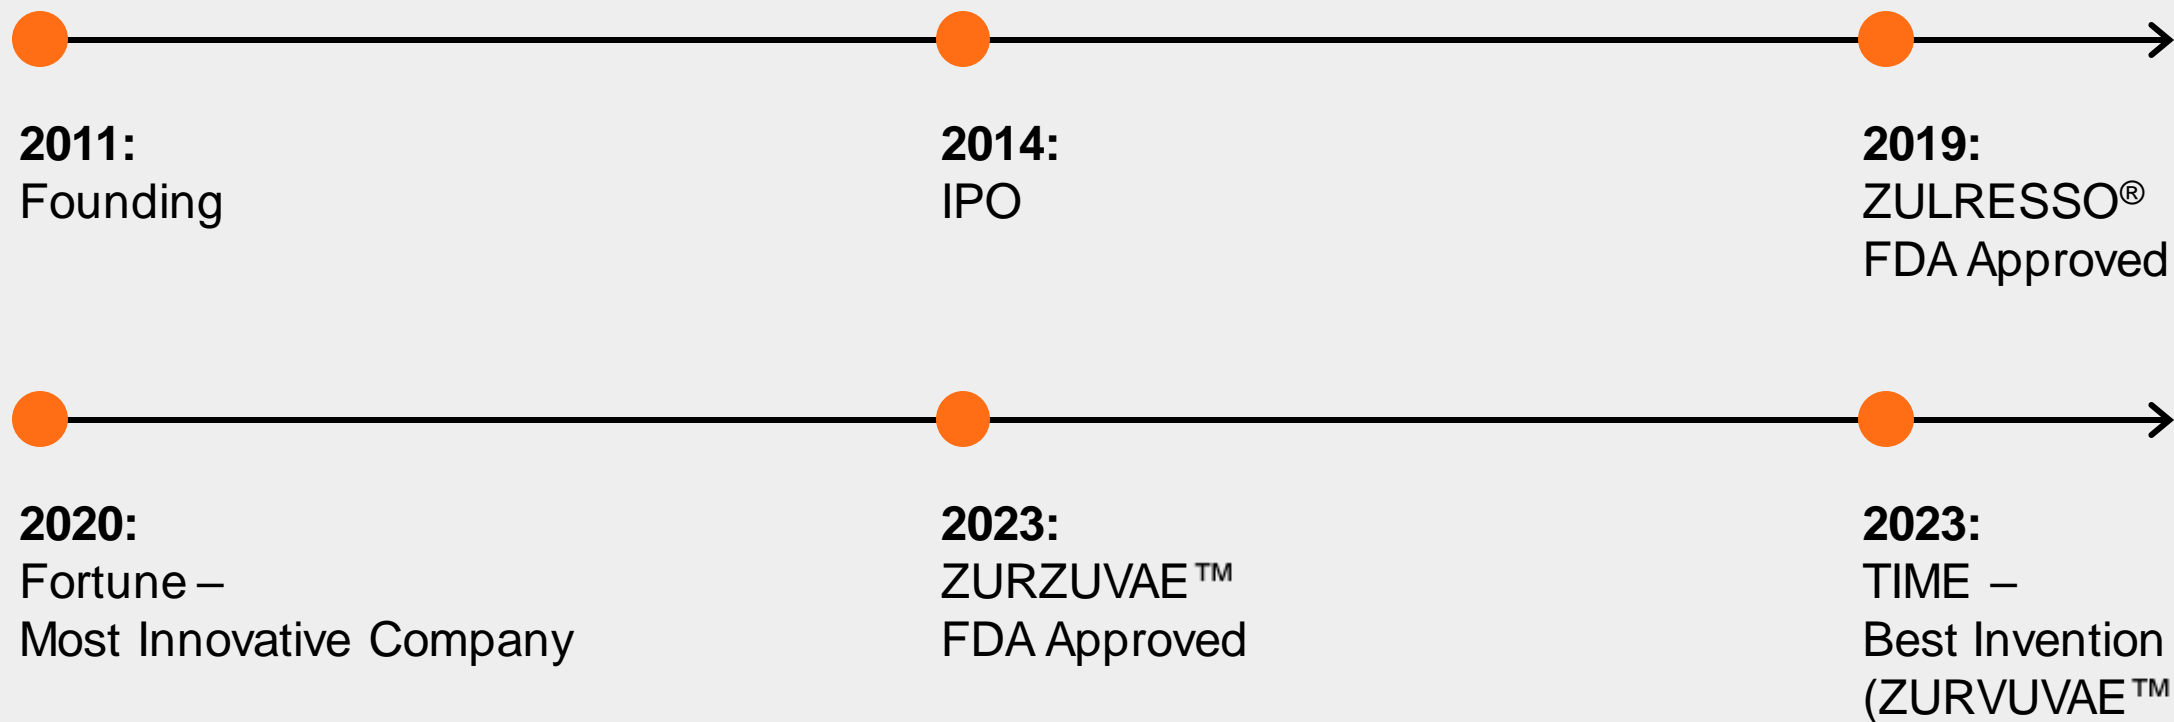 2011:
Founding
2014:
IPO
2019:
ZULRESSO®
FDA Approved
2020:
Fortune –
Most Innovative Company
2023:
ZURZUVAE™
FDA Approved
2023:
TIME –
Best Invention
(ZURVUVAE™